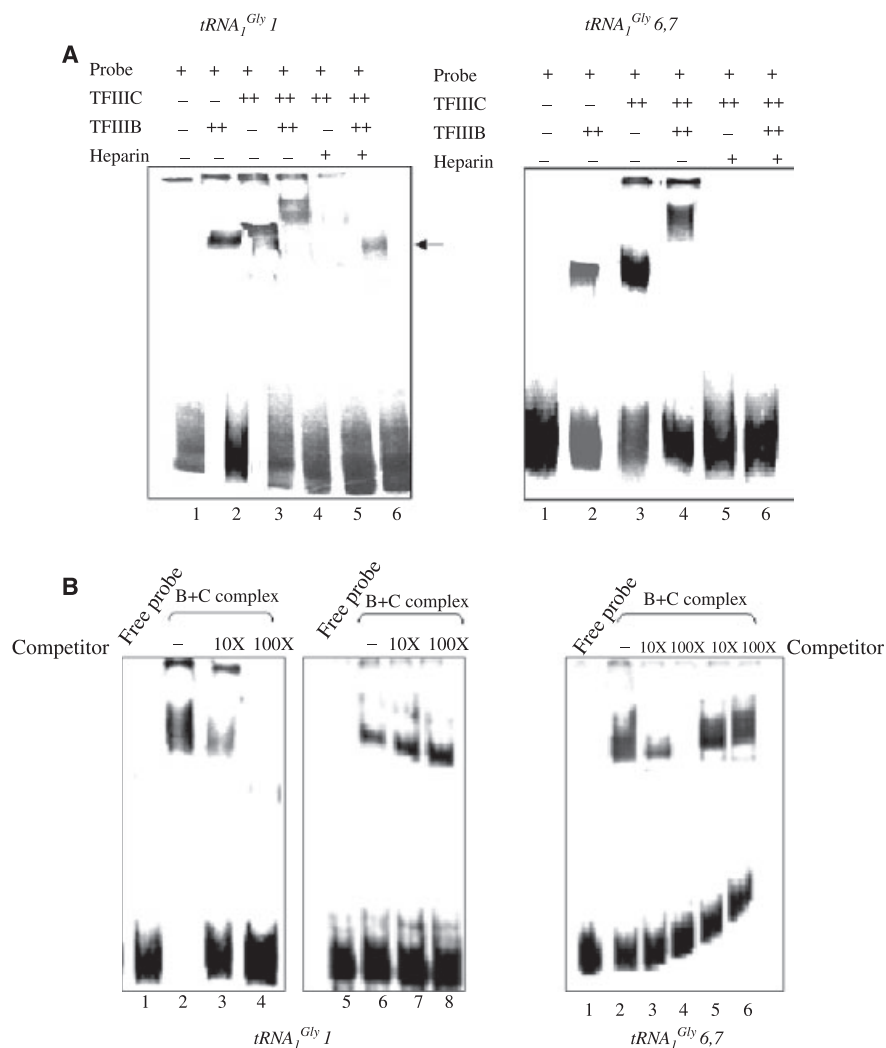 tRNA₁ᴳˡʸ 1
A
Probe + + + + + +
TFIIIC – – ++ ++ ++ ++
TFIIIB – ++ – ++ – ++
Heparin – – – – + +
1 2 3 4 5 6
tRNA₁ᴳˡʸ 6,7
Probe + + + + + +
TFIIIC – – ++ ++ ++ ++
TFIIIB – ++ – ++ – ++
Heparin – – – – + +
1 2 3 4 5 6
B
Free probe B+C complex
Competitor – 10X 100X
1 2 3 4
Free probe B+C complex
– 10X 100X
5 6 7 8
tRNA₁ᴳˡʸ 1
Free probe B+C complex
– 10X 100X 10X 100X Competitor
1 2 3 4 5 6
tRNA₁ᴳˡʸ 6,7